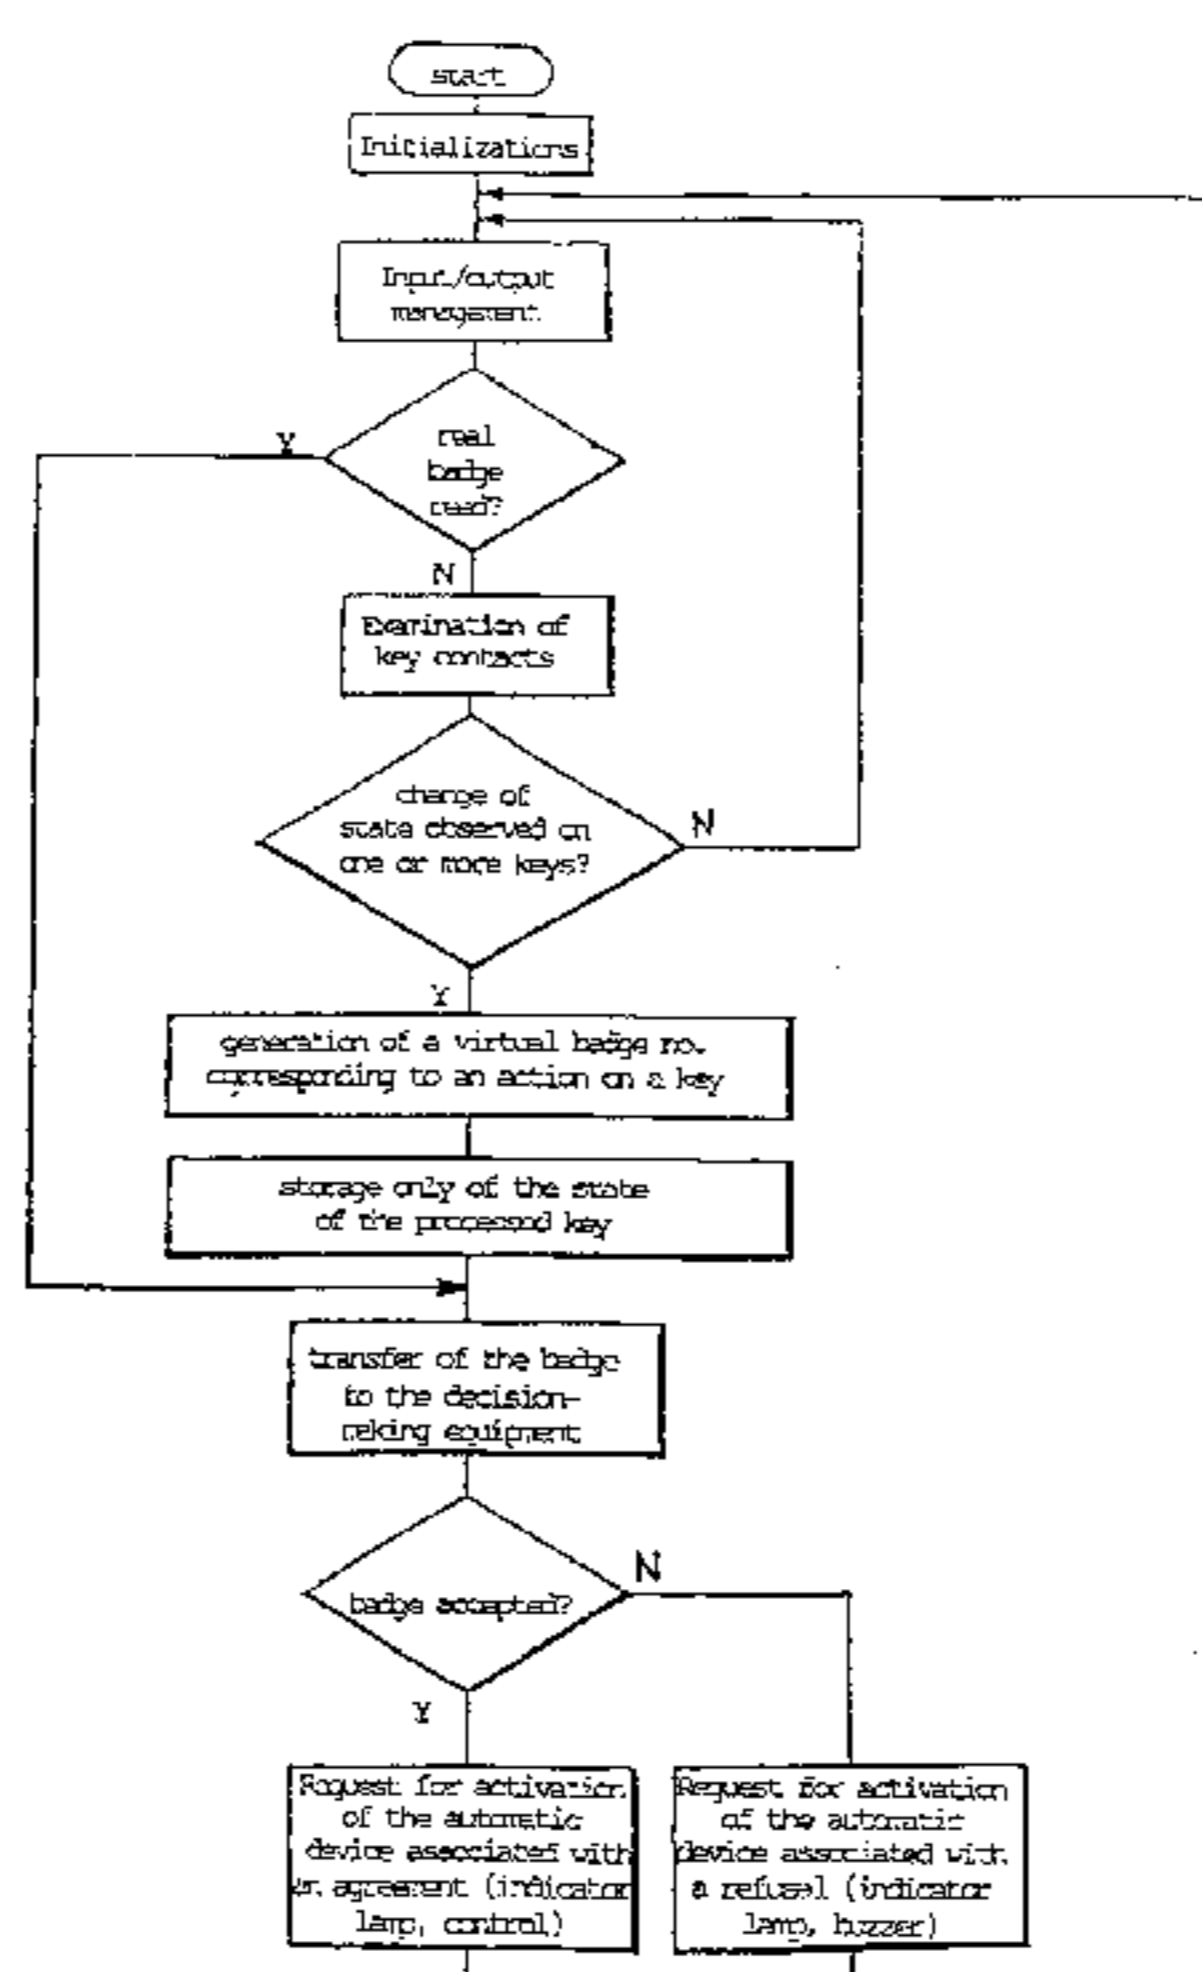 start
Initializations
Input/output
management
Y
real
badge
read?
N
Examination of
key contacts
change of
state observed on
one or more keys?
N
Y
generation of a virtual badge no.
corresponding to an action on a key
storage only of the state
of the processed key
transfer of the badge
to the decision-
making equipment
badge accepted?
N
Y
Request for activation
of the automatic
device associated with
an agreement (indicator
lamp, control)
Request for activation
of the automatic
device associated with
a refusal (indicator
lamp, buzzer)